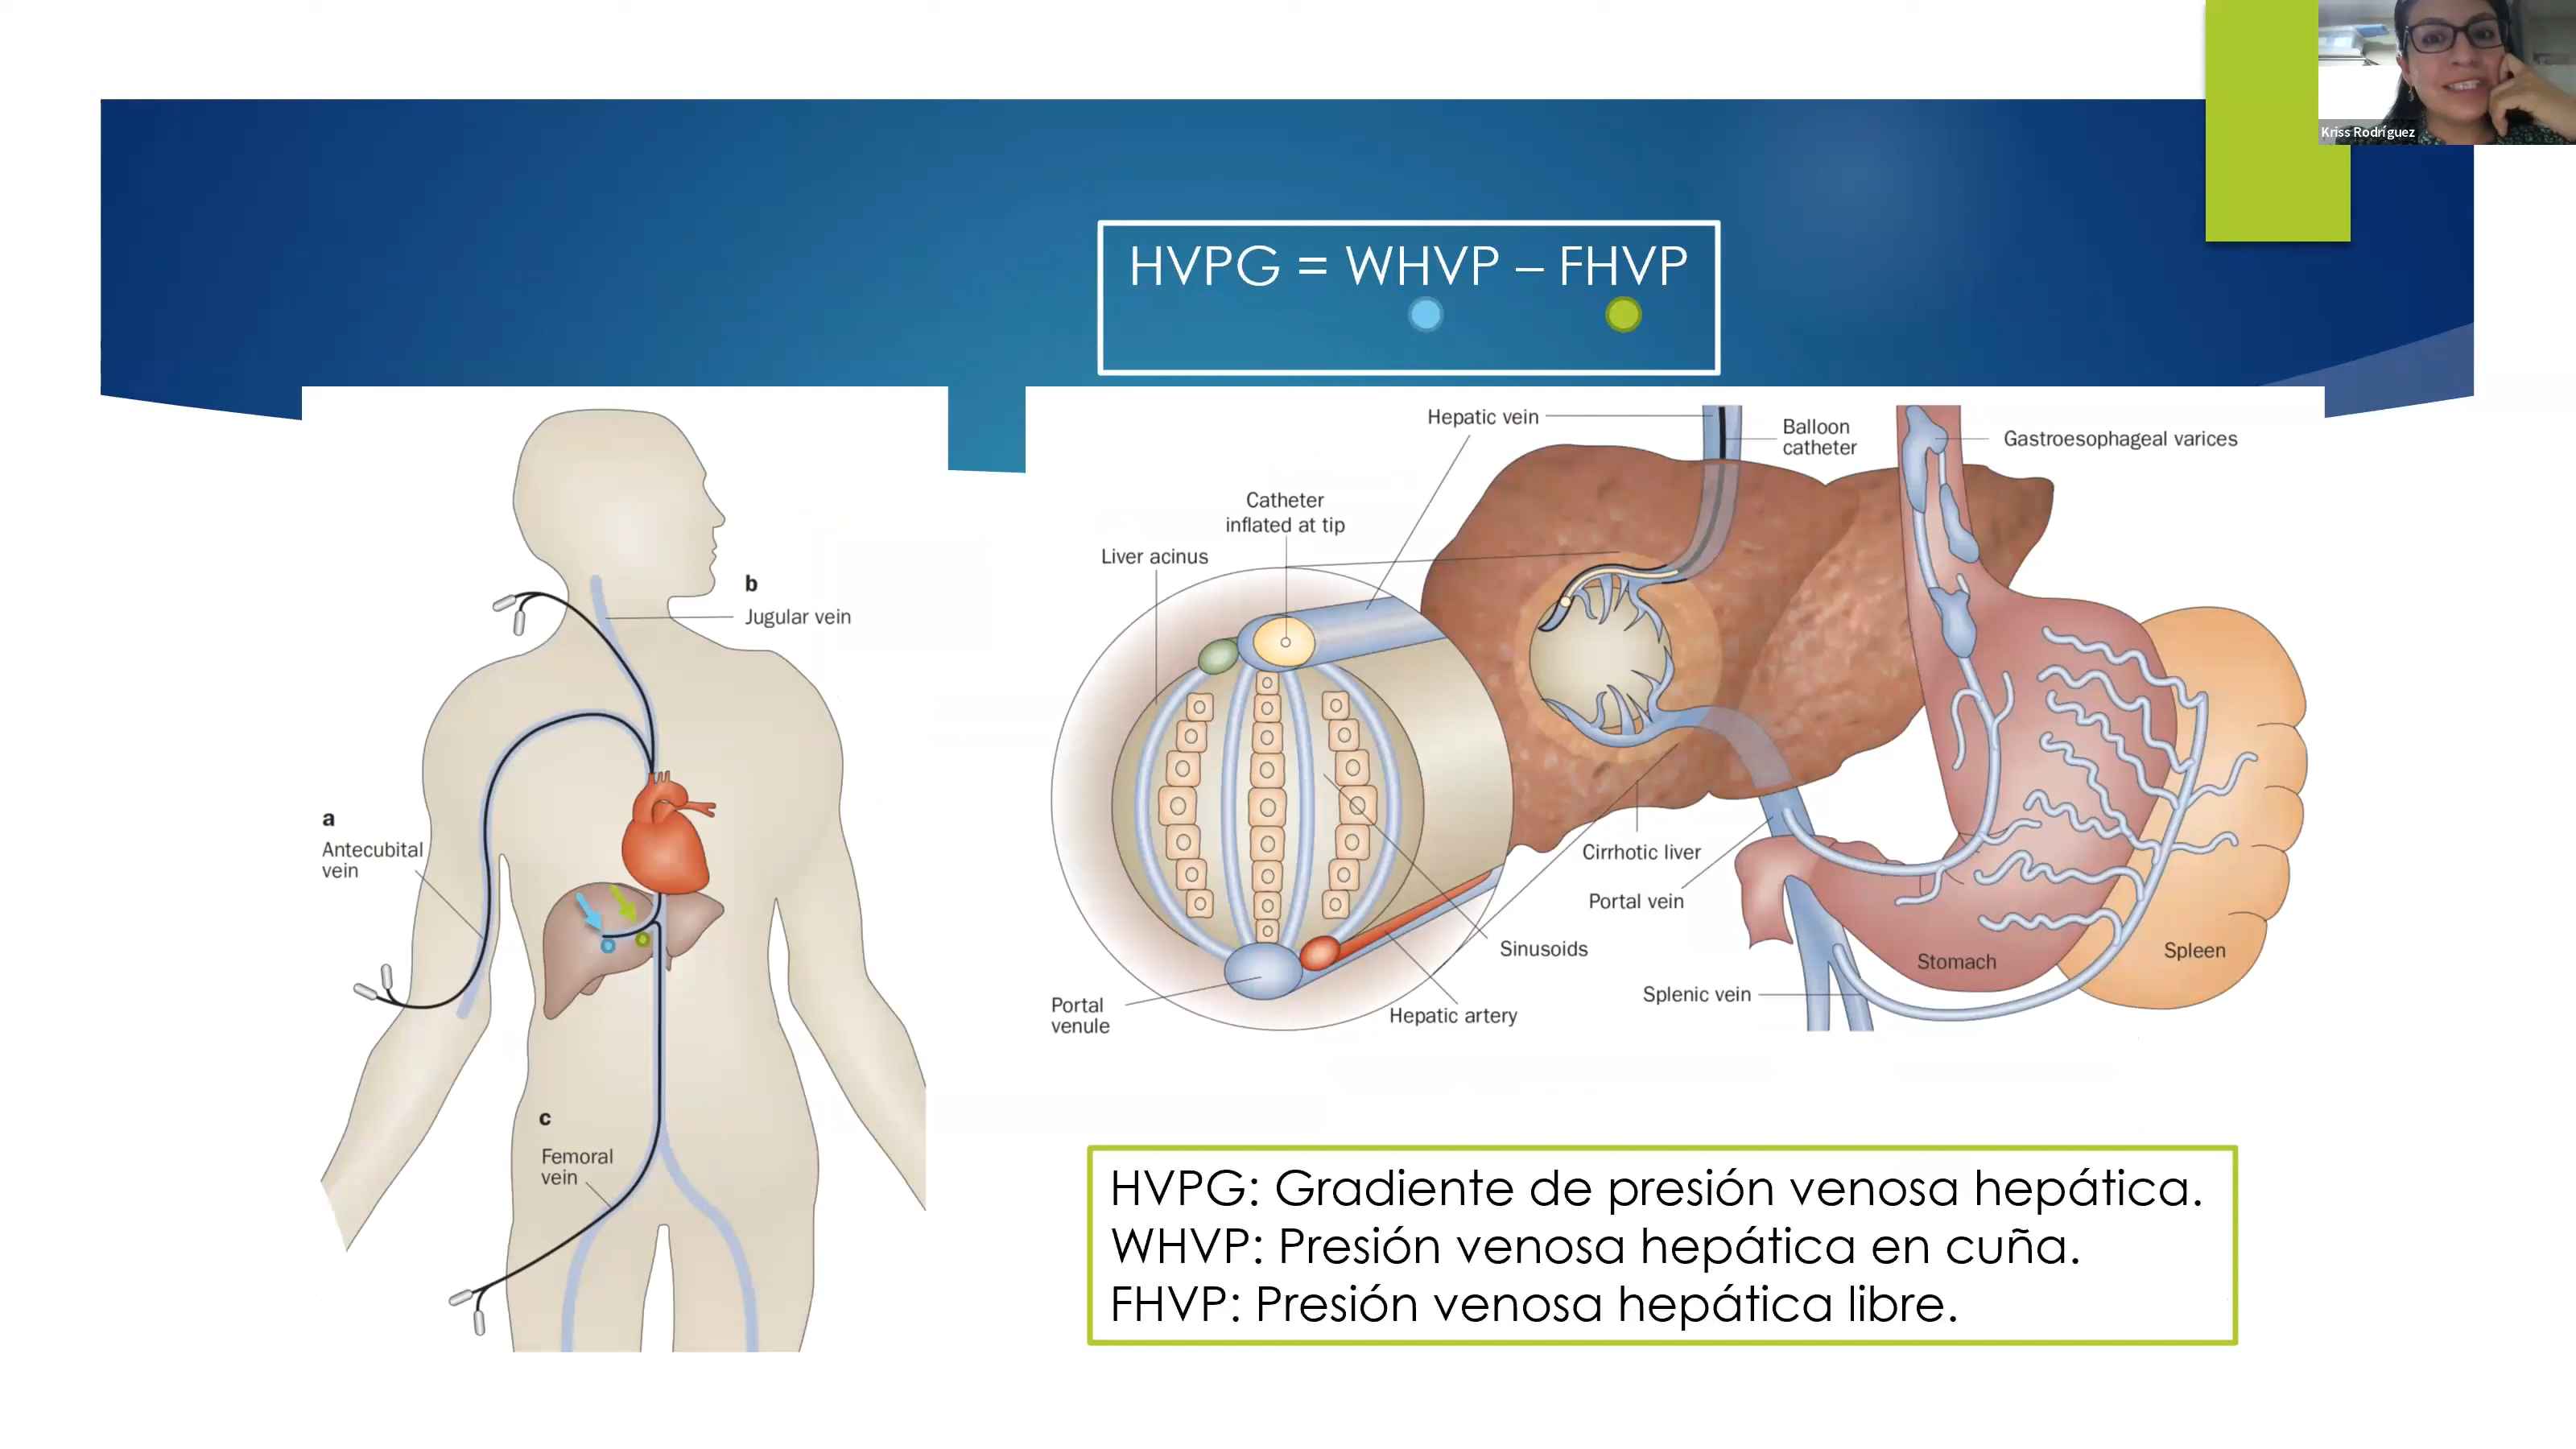 Kriss Rodríguez
HVPG = WHVP – FHVP
b
Jugular vein
a
Antecubital
vein
c
Femoral
vein
Hepatic vein
Balloon
catheter
Gastroesophageal varices
Catheter
inflated at tip
Liver acinus
Cirrhotic liver
Portal vein
Sinusoids
Stomach
Spleen
Splenic vein
Portal
venule
Hepatic artery
HVPG: Gradiente de presión venosa hepática.
WHVP: Presión venosa hepática en cuña.
FHVP: Presión venosa hepática libre.